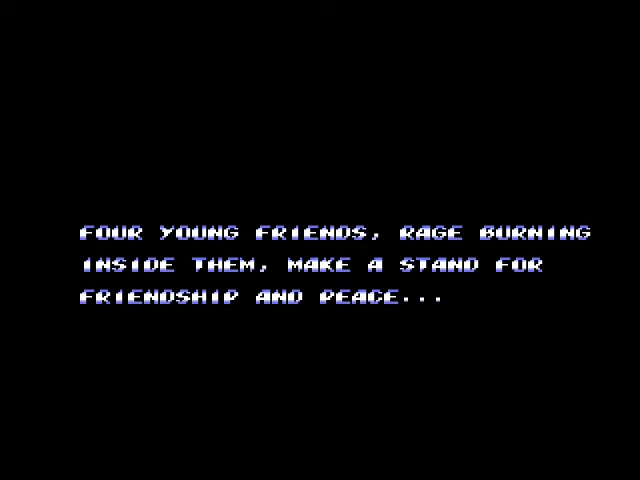 FOUR YOUNG FRIENDS, RAGE BURNING
INSIDE THEM, MAKE A STAND FOR
FRIENDSHIP AND PEACE...